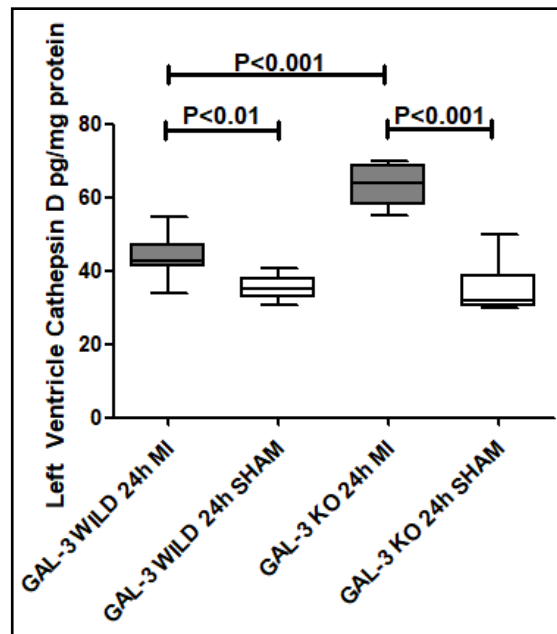 P<0.001
P<0.01
P<0.001
Left Ventricle Cathepsin D pg/mg protein
80
60
40
20
0
GAL-3 WILD 24h MI
GAL-3 WILD 24h SHAM
GAL-3 KO 24h MI
GAL-3 KO 24h SHAM